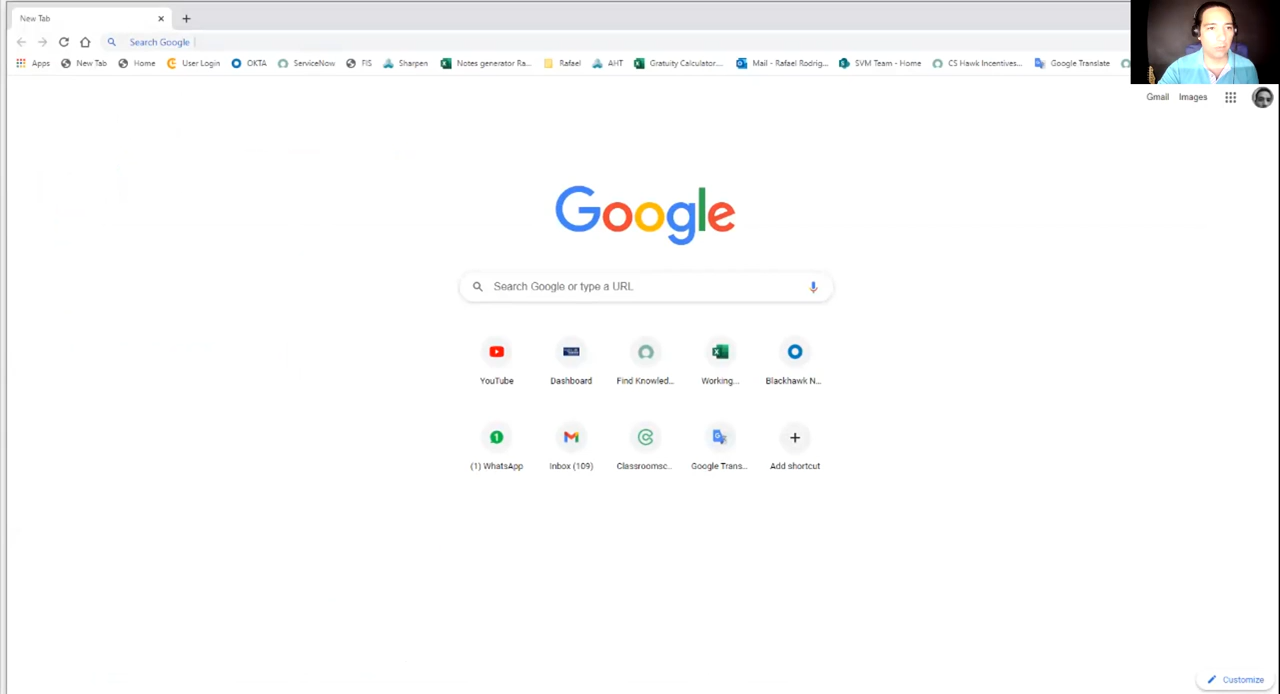 New Tab
Search Google
Apps New Tab Home User Login OKTA ServiceNow FIS Sharpen Notes generator Ra... Rafael AHT Gratuity Calculator.... Mail - Rafael Rodrig... SVM Team - Home CS Hawk Incentives... Google Translate
Gmail Images
Google
Search Google or type a URL
YouTube Dashboard Find Knowled... Working... Blackhawk N...
(1) WhatsApp Inbox (109) Classroomsc... Google Trans... Add shortcut
Customize